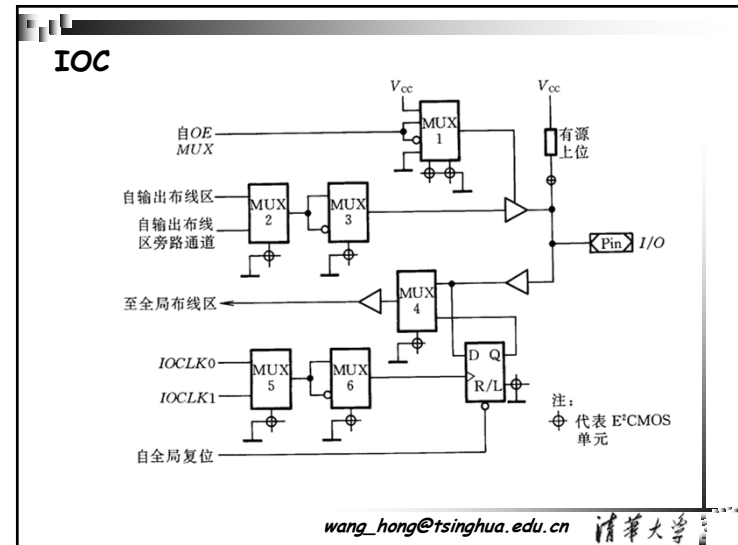 IOC
Vcc
Vcc
自OE
MUX
MUX
1
有源
上位
自输出布线区
自输出布线
区旁路通道
MUX
2
MUX
3
Pin
I/O
至全局布线区
MUX
4
IOCLK0
IOCLK1
MUX
5
MUX
6
D Q
R/L
注:
代表 E²CMOS
单元
自全局复位
wang_hong@tsinghua.edu.cn
清华大学